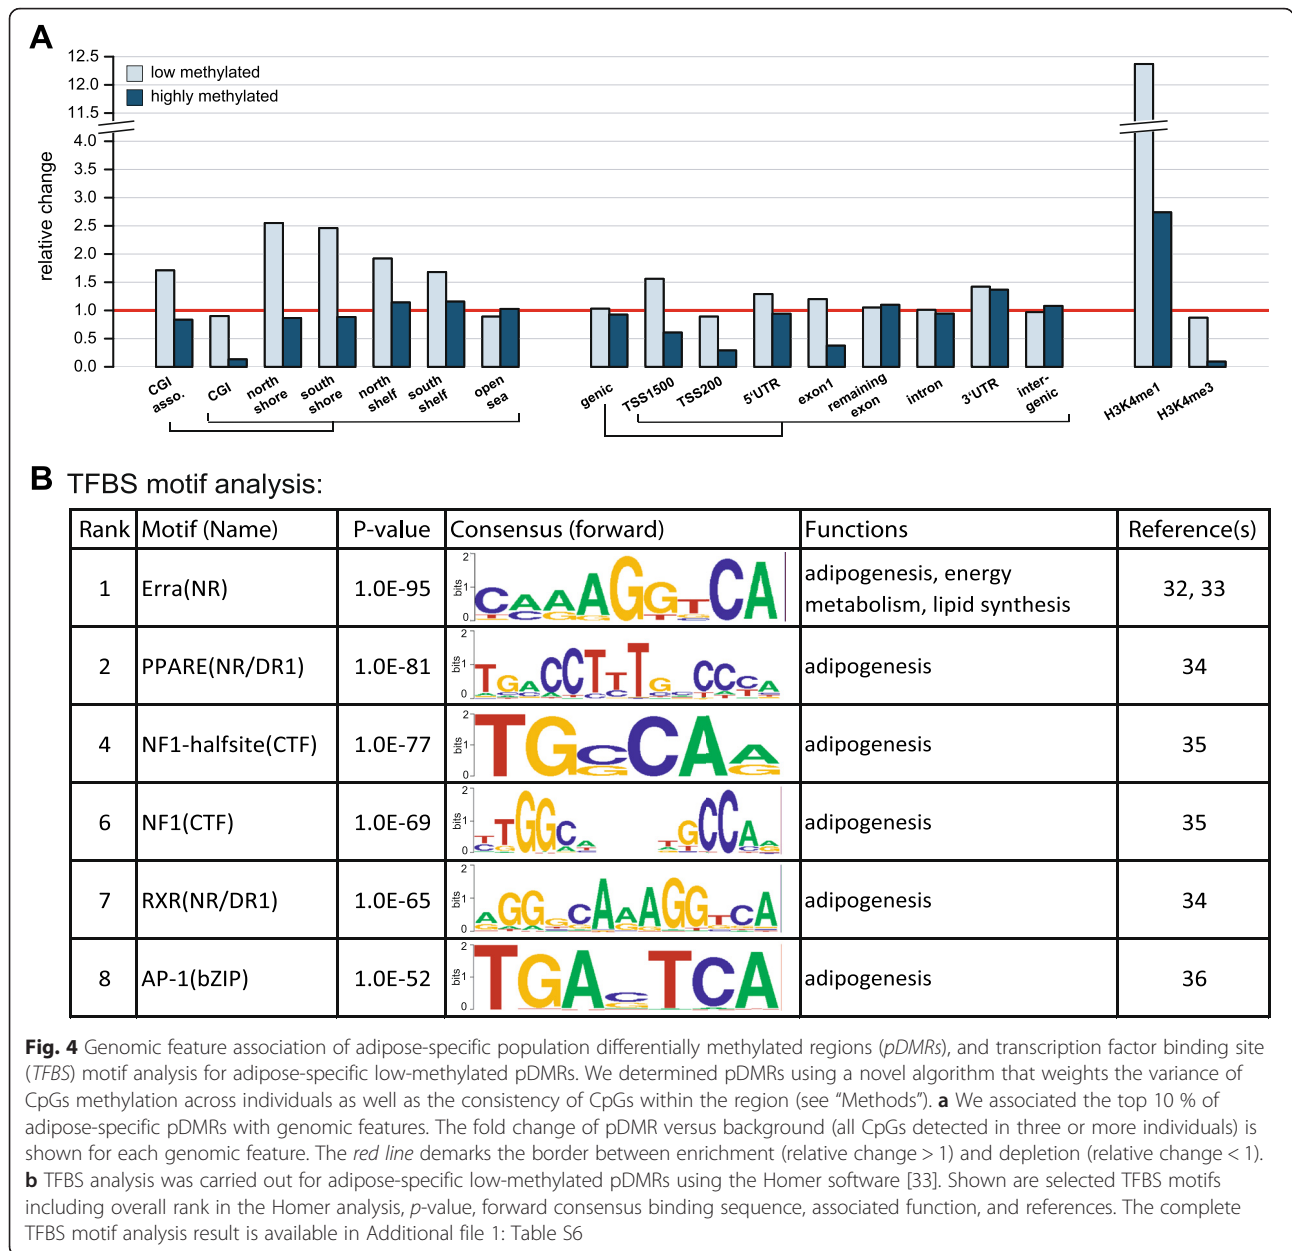 A
12.5
12.0
11.5
4.0
3.5
3.0
2.5
2.0
1.5
1.0
0.5
0.0
relative change
low methylated
highly methylated
CGI asso.
CGI
north shore
south shore
north shelf
south shelf
open sea
genic
TSS1500
TSS200
5'UTR
exon1
remaining exon
intron
3'UTR
inter-genic
H3K4me1
H3K4me3
B TFBS motif analysis:
Rank Motif (Name) P-value Consensus (forward) Functions Reference(s)
1 Erra(NR) 1.0E-95 adipogenesis, energy metabolism, lipid synthesis 32, 33
2 PPARE(NR/DR1) 1.0E-81 adipogenesis 34
4 NF1-halfsite(CTF) 1.0E-77 adipogenesis 35
6 NF1(CTF) 1.0E-69 adipogenesis 35
7 RXR(NR/DR1) 1.0E-65 adipogenesis 34
8 AP-1(bZIP) 1.0E-52 adipogenesis 36
Fig. 4 Genomic feature association of adipose-specific population differentially methylated regions (pDMRs), and transcription factor binding site
(TFBS) motif analysis for adipose-specific low-methylated pDMRs. We determined pDMRs using a novel algorithm that weights the variance of
CpGs methylation across individuals as well as the consistency of CpGs within the region (see “Methods”). a We associated the top 10 % of
adipose-specific pDMRs with genomic features. The fold change of pDMR versus background (all CpGs detected in three or more individuals) is
shown for each genomic feature. The red line demarks the border between enrichment (relative change > 1) and depletion (relative change < 1).
b TFBS analysis was carried out for adipose-specific low-methylated pDMRs using the Homer software [33]. Shown are selected TFBS motifs
including overall rank in the Homer analysis, p-value, forward consensus binding sequence, associated function, and references. The complete
TFBS motif analysis result is available in Additional file 1: Table S6